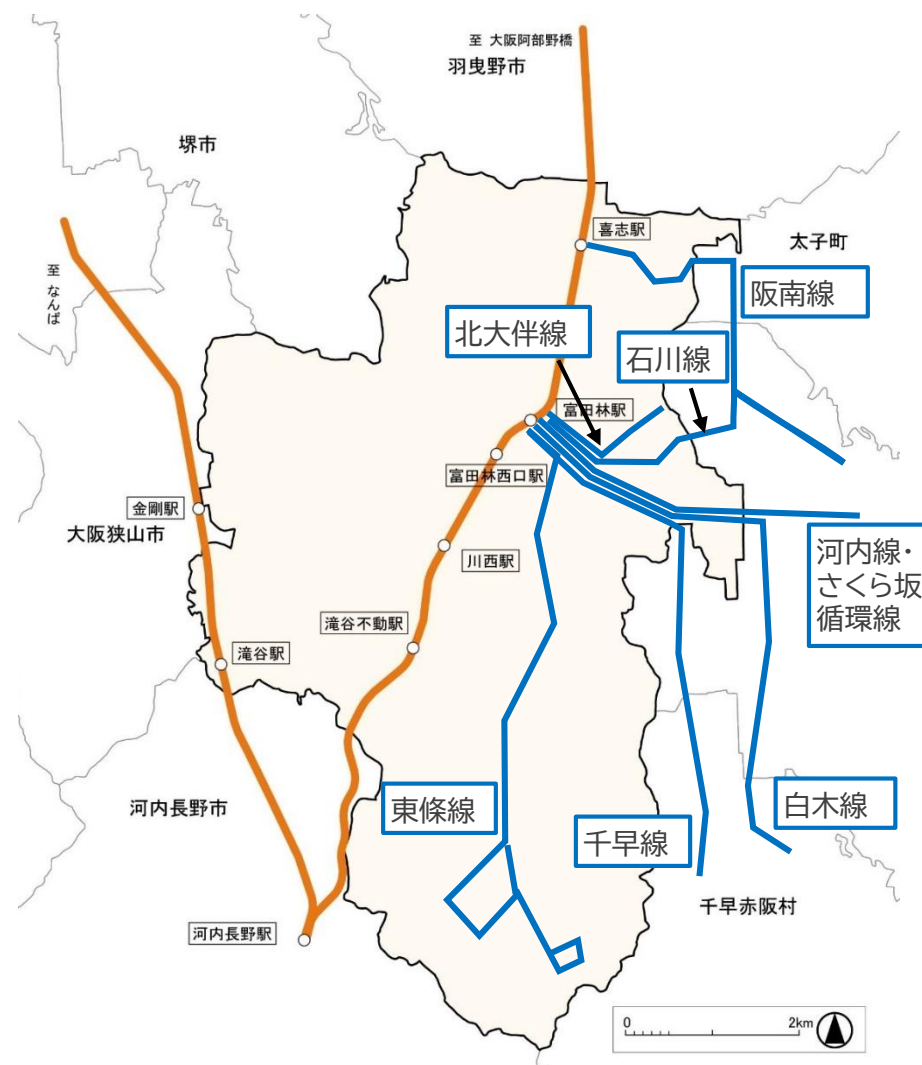 至 大阪阿部野橋
羽曳野市
堺市
喜志駅
太子町
至 なんば
阪南線
北大伴線
石川線
富田林駅
富田林西口駅
金剛駅
大阪狭山市
川西駅
河内線・
さくら坂
循環線
滝谷不動駅
滝谷駅
河内長野市
東條線
千早線
白木線
千早赤阪村
河内長野駅
0
2km